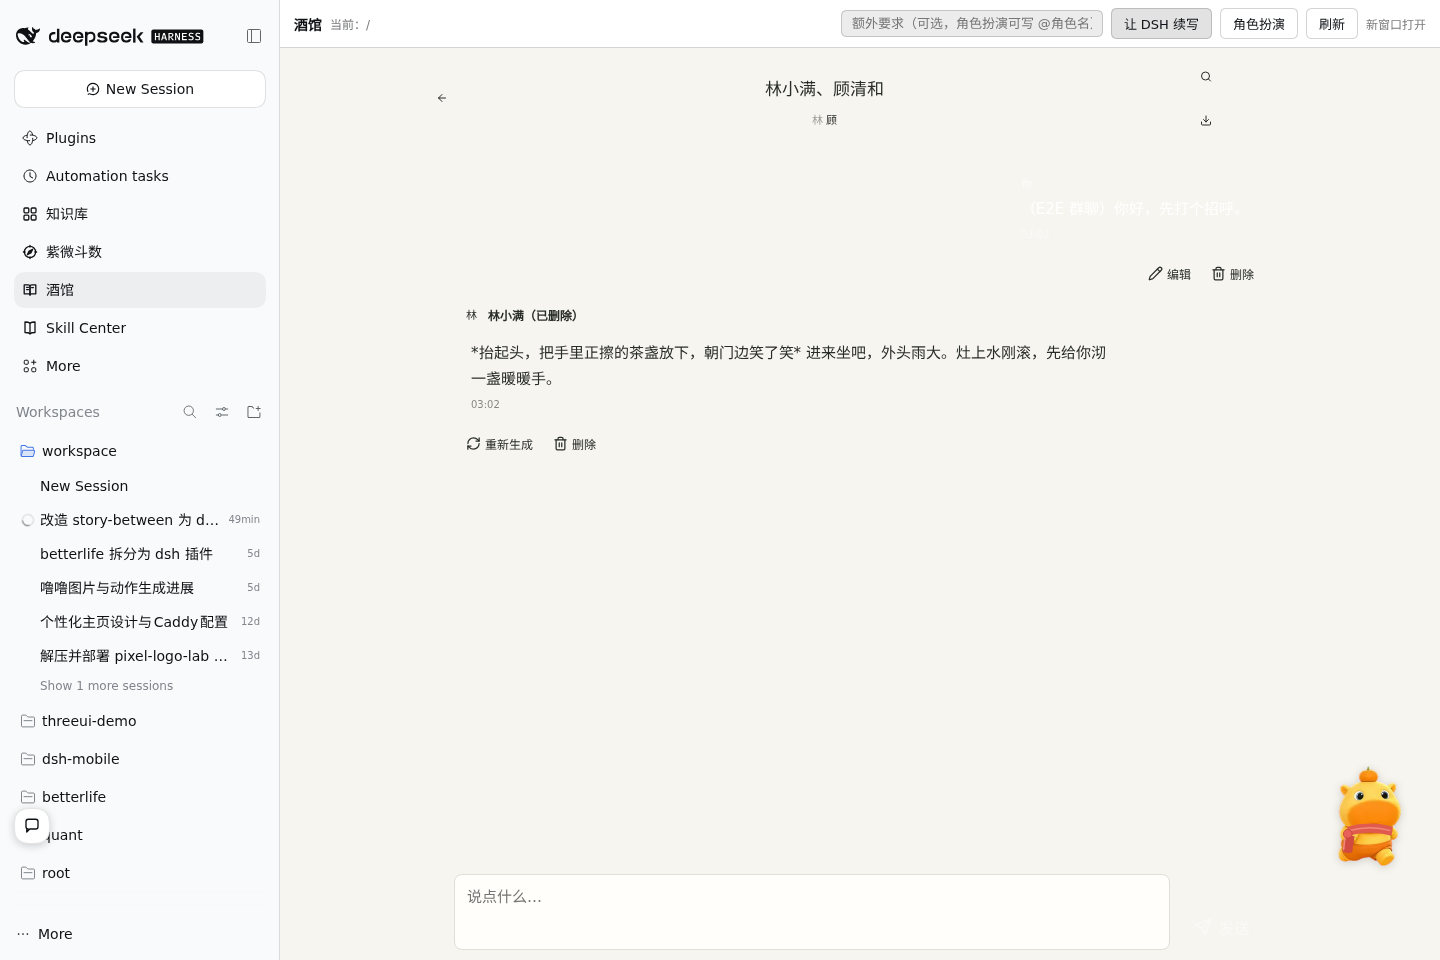 deepseek HARNESS
New Session
Plugins
Automation tasks
知识库
紫微斗数
酒馆
Skill Center
More
Workspaces
workspace
New Session
改造 story-between 为 d... 49min
betterlife 拆分为 dsh 插件 5d
噜噜图片与动作生成进展 5d
个性化主页设计与Caddy配置 12d
解压并部署 pixel-logo-lab ... 13d
Show 1 more sessions
threeui-demo
dsh-mobile
betterlife
quant
root
... More
酒馆 当前: /
额外要求（可选，角色扮演可写 @角色名
让 DSH 续写
角色扮演
刷新
新窗口打开
林小满、顾清和
林 顾
（E2E 群聊）你好，先打个招呼。
编辑 删除
林 林小满（已删除）
*抬起头，把手里正擦的茶盏放下，朝门边笑了笑* 进来坐吧，外头雨大。灶上水刚滚，先给你沏
一盏暖暖手。
03:02
重新生成 删除
说点什么...
发送